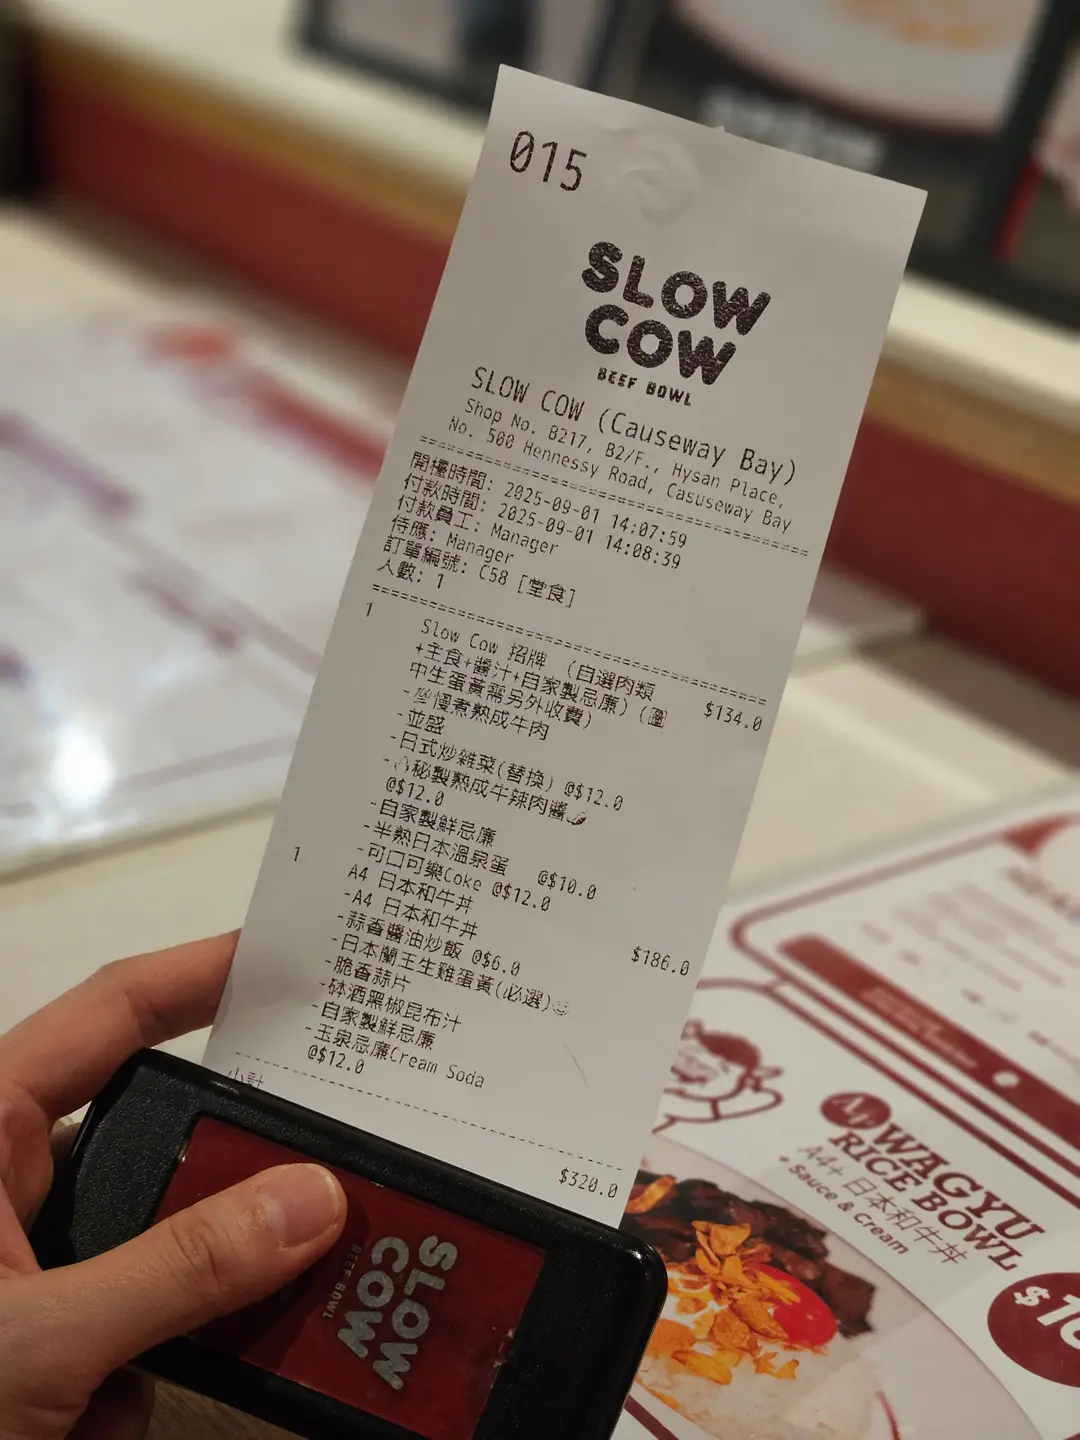 015
SLOW
COW
BEEF BOWL
SLOW COW (Causeway Bay)
Shop No. B217, B2/F., Hysan Place,
No. 500 Hennessy Road, Casuseway Bay
開檯時間: 2025-09-01 14:07:59
付款時間: 2025-09-01 14:08:39
付款員工: Manager
侍應: Manager
訂單編號: C58 [堂食]
人數: 1
1 Slow Cow 招牌 (自選肉類
+主食+醬汁+自家製忌廉) (圖 $134.0
中生蛋黃需另外收費)
-慢煮熟成牛肉
-並盛
-日式炒雜菜(替換) @$12.0
-秘製熟成牛辣肉醬
@$12.0
-自家製鮮忌廉
-半熟日本溫泉蛋 @$10.0
-可口可樂Coke @$12.0
1 A4 日本和牛丼 $186.0
-A4 日本和牛丼
-蒜香醬油炒飯 @$6.0
-日本蘭王生雞蛋黃(必選)
-脆香蒜片
-砵酒黑椒昆布汁
-自家製鮮忌廉
-玉泉忌廉Cream Soda
@$12.0
小計 $320.0
SLOW
COW
BEEF BOWL
A4+ WAGYU
RICE BOWL
A4+ 日本和牛丼
+ Sauce & Cream